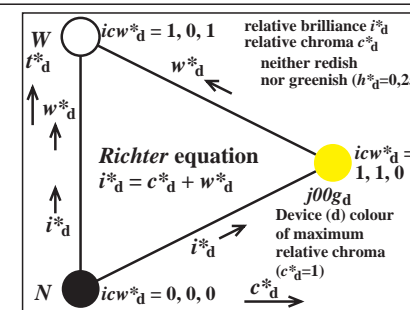 W icw*d = 1, 0, 1
relative brilliance i*d
relative chroma c*d
neither redish
nor greenish (h*d=0,2
t*d
w*d
w*d
Richter equation
i*d = c*d + w*d
icw*d =
1, 1, 0
j00gd
Device (d) colour
of maximum
relative chroma
(c*d=1)
i*d
i*d
N icw*d = 0, 0, 0
c*d